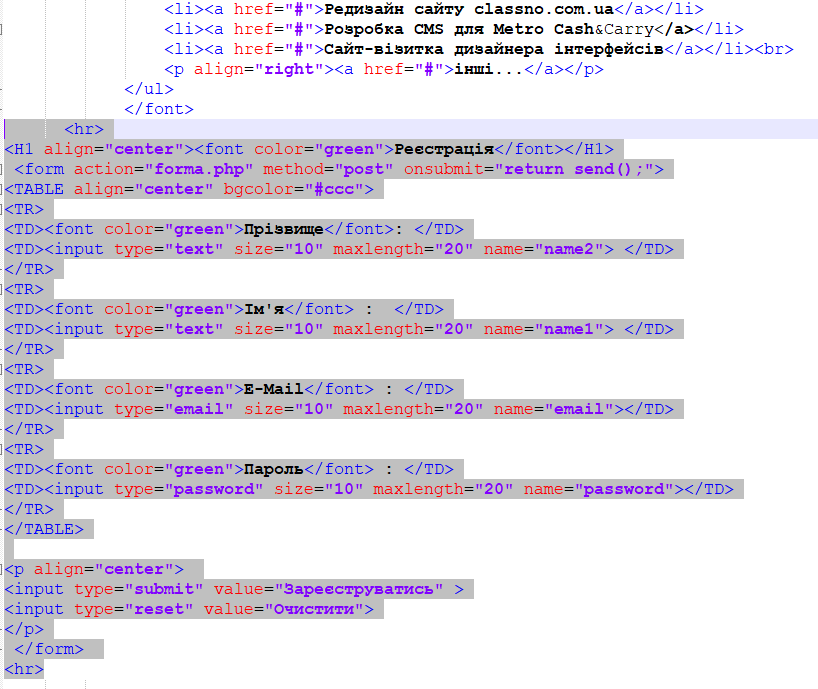 <li><a href="#">Редизайн сайту classno.com.ua</a></li>
<li><a href="#">Розробка CMS для Metro Cash&Carry</a></li>
<li><a href="#">Сайт-візитка дизайнера інтерфейсів</a></li><br>
<p align="right"><a href="#">інші...</a></p>
</ul>
</font>
<hr>
<H1 align="center"><font color="green">Реєстрація</font></H1>
<form action="forma.php" method="post" onsubmit="return send();">
<TABLE align="center" bgcolor="#ccc">
<TR>
<TD><font color="green">Прізвище</font>: </TD>
<TD><input type="text" size="10" maxlength="20" name="name2"> </TD>
</TR>
<TR>
<TD><font color="green">Ім'я</font> :  </TD>
<TD><input type="text" size="10" maxlength="20" name="name1"> </TD>
</TR>
<TR>
<TD><font color="green">E-Mail</font> : </TD>
<TD><input type="email" size="10" maxlength="20" name="email"></TD>
</TR>
<TR>
<TD><font color="green">Пароль</font> : </TD>
<TD><input type="password" size="10" maxlength="20" name="password"></TD>
</TR>
</TABLE>
<p align="center">
<input type="submit" value="Зареєструватись" >
<input type="reset" value="Очистити">
</p>
</form>
<hr>